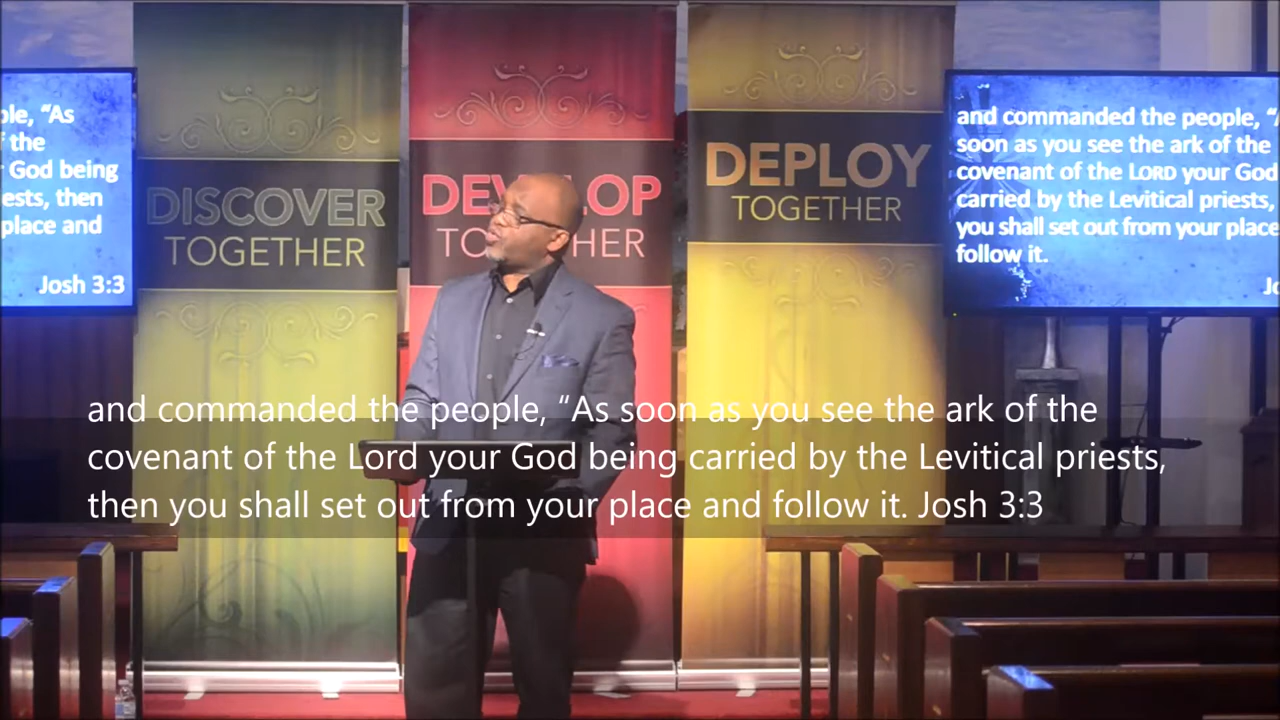 ple, “As
f the
r God being
ests, then
place and
Josh 3:3
DISCOVER
TOGETHER
DEVELOP
TOGETHER
DEPLOY
TOGETHER
and commanded the people, “
soon as you see the ark of the
covenant of the LORD your God
carried by the Levitical priests,
you shall set out from your place
follow it.
Jo
and commanded the people, “As soon as you see the ark of the
covenant of the Lord your God being carried by the Levitical priests,
then you shall set out from your place and follow it. Josh 3:3